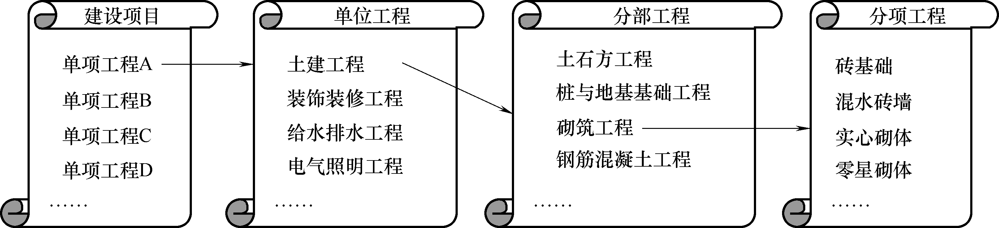 建设项目
单项工程A
单项工程B
单项工程C
单项工程D
……
单位工程
土建工程
装饰装修工程
给水排水工程
电气照明工程
……
分部工程
土石方工程
桩与地基基础工程
砌筑工程
钢筋混凝土工程
……
分项工程
砖基础
混水砖墙
实心砌体
零星砌体
……